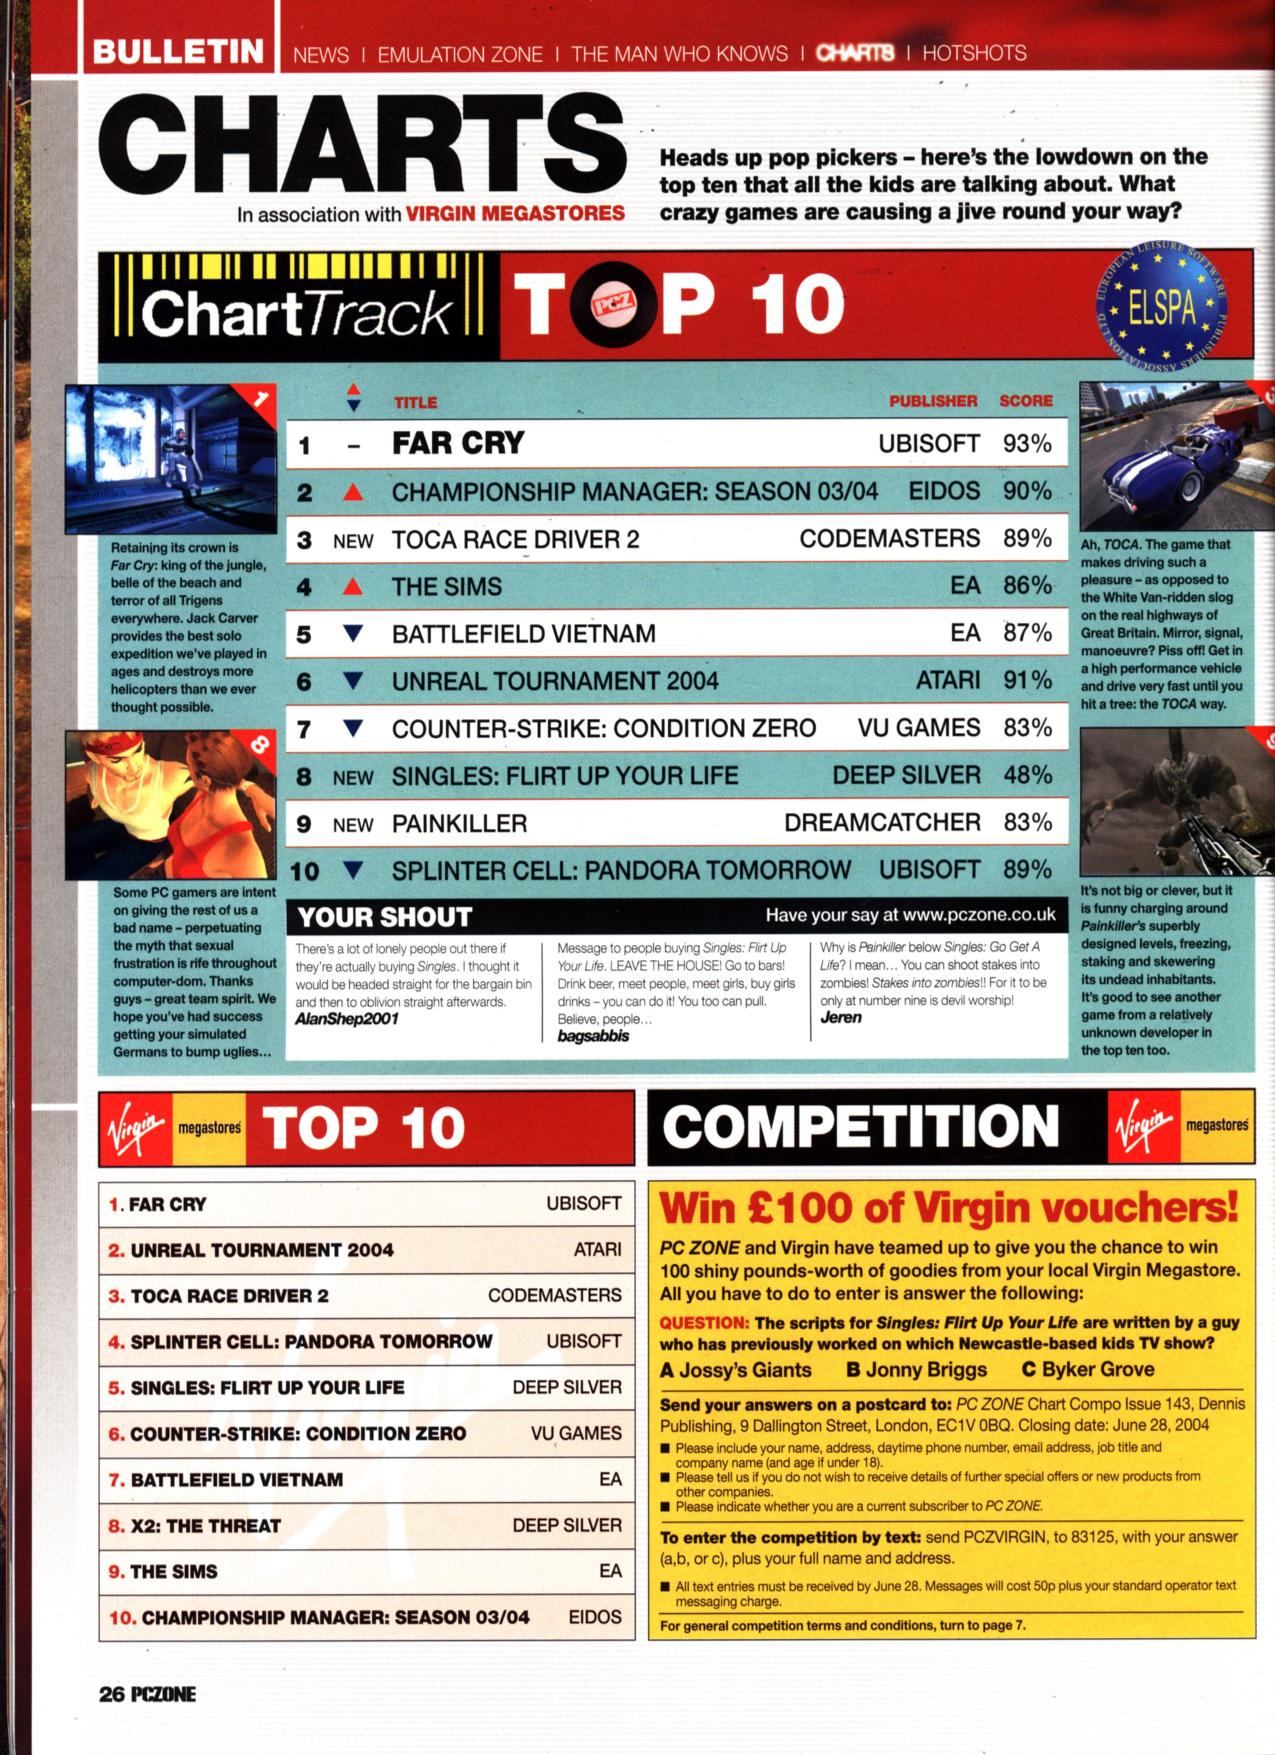 BULLETIN
NEWS | EMULATION ZONE | THE MAN WHO KNOWS | CHARTS | HOTSHOTS
CHARTS
In association with VIRGIN MEGASTORES
Heads up pop pickers – here's the lowdown on the
top ten that all the kids are talking about. What
crazy games are causing a jive round your way?
ChartTrack TOP 10
PCZ
EUROPEAN LEISURE SOFTWARE PUBLISHERS ASSOCIATION LTD
ELSPA
1
Retaining its crown is
Far Cry: king of the jungle,
belle of the beach and
terror of all Trigens
everywhere. Jack Carver
provides the best solo
expedition we've played in
ages and destroys more
helicopters than we ever
thought possible.
8
Some PC gamers are intent
on giving the rest of us a
bad name – perpetuating
the myth that sexual
frustration is rife throughout
computer-dom. Thanks
guys – great team spirit. We
hope you've had success
getting your simulated
Germans to bump uglies...
TITLE PUBLISHER SCORE
1 – FAR CRY UBISOFT 93%
2 ▲ CHAMPIONSHIP MANAGER: SEASON 03/04 EIDOS 90%
3 NEW TOCA RACE DRIVER 2 CODEMASTERS 89%
4 ▲ THE SIMS EA 86%
5 ▼ BATTLEFIELD VIETNAM EA 87%
6 ▼ UNREAL TOURNAMENT 2004 ATARI 91%
7 ▼ COUNTER-STRIKE: CONDITION ZERO VU GAMES 83%
8 NEW SINGLES: FLIRT UP YOUR LIFE DEEP SILVER 48%
9 NEW PAINKILLER DREAMCATCHER 83%
10 ▼ SPLINTER CELL: PANDORA TOMORROW UBISOFT 89%
Ah, TOCA. The game that
makes driving such a
pleasure – as opposed to
the White Van-ridden slog
on the real highways of
Great Britain. Mirror, signal,
manoeuvre? Piss off! Get in
a high performance vehicle
and drive very fast until you
hit a tree: the TOCA way.
It's not big or clever, but it
is funny charging around
Painkiller's superbly
designed levels, freezing,
staking and skewering
its undead inhabitants.
It's good to see another
game from a relatively
unknown developer in
the top ten too.
YOUR SHOUT Have your say at www.pczone.co.uk
There's a lot of lonely people out there if
they're actually buying Singles. I thought it
would be headed straight for the bargain bin
and then to oblivion straight afterwards.
AlanShep2001
Message to people buying Singles: Flirt Up
Your Life. LEAVE THE HOUSE! Go to bars!
Drink beer, meet people, meet girls, buy girls
drinks – you can do it! You too can pull.
Believe, people...
bagsabbis
Why is Painkiller below Singles: Go Get A
Life? I mean... You can shoot stakes into
zombies! Stakes into zombies!! For it to be
only at number nine is devil worship!
Jeren
Virgin megastores TOP 10
1. FAR CRY UBISOFT
2. UNREAL TOURNAMENT 2004 ATARI
3. TOCA RACE DRIVER 2 CODEMASTERS
4. SPLINTER CELL: PANDORA TOMORROW UBISOFT
5. SINGLES: FLIRT UP YOUR LIFE DEEP SILVER
6. COUNTER-STRIKE: CONDITION ZERO VU GAMES
7. BATTLEFIELD VIETNAM EA
8. X2: THE THREAT DEEP SILVER
9. THE SIMS EA
10. CHAMPIONSHIP MANAGER: SEASON 03/04 EIDOS
COMPETITION Virgin megastores
Win £100 of Virgin vouchers!
PC ZONE and Virgin have teamed up to give you the chance to win
100 shiny pounds-worth of goodies from your local Virgin Megastore.
All you have to do to enter is answer the following:
QUESTION: The scripts for Singles: Flirt Up Your Life are written by a guy
who has previously worked on which Newcastle-based kids TV show?
A Jossy's Giants B Jonny Briggs C Byker Grove
Send your answers on a postcard to: PC ZONE Chart Compo Issue 143, Dennis
Publishing, 9 Dallington Street, London, EC1V 0BQ. Closing date: June 28, 2004
■ Please include your name, address, daytime phone number, email address, job title and
company name (and age if under 18).
■ Please tell us if you do not wish to receive details of further special offers or new products from
other companies.
■ Please indicate whether you are a current subscriber to PC ZONE.
To enter the competition by text: send PCZVIRGIN, to 83125, with your answer
(a,b, or c), plus your full name and address.
■ All text entries must be received by June 28. Messages will cost 50p plus your standard operator text
messaging charge.
For general competition terms and conditions, turn to page 7.
26 PCZONE